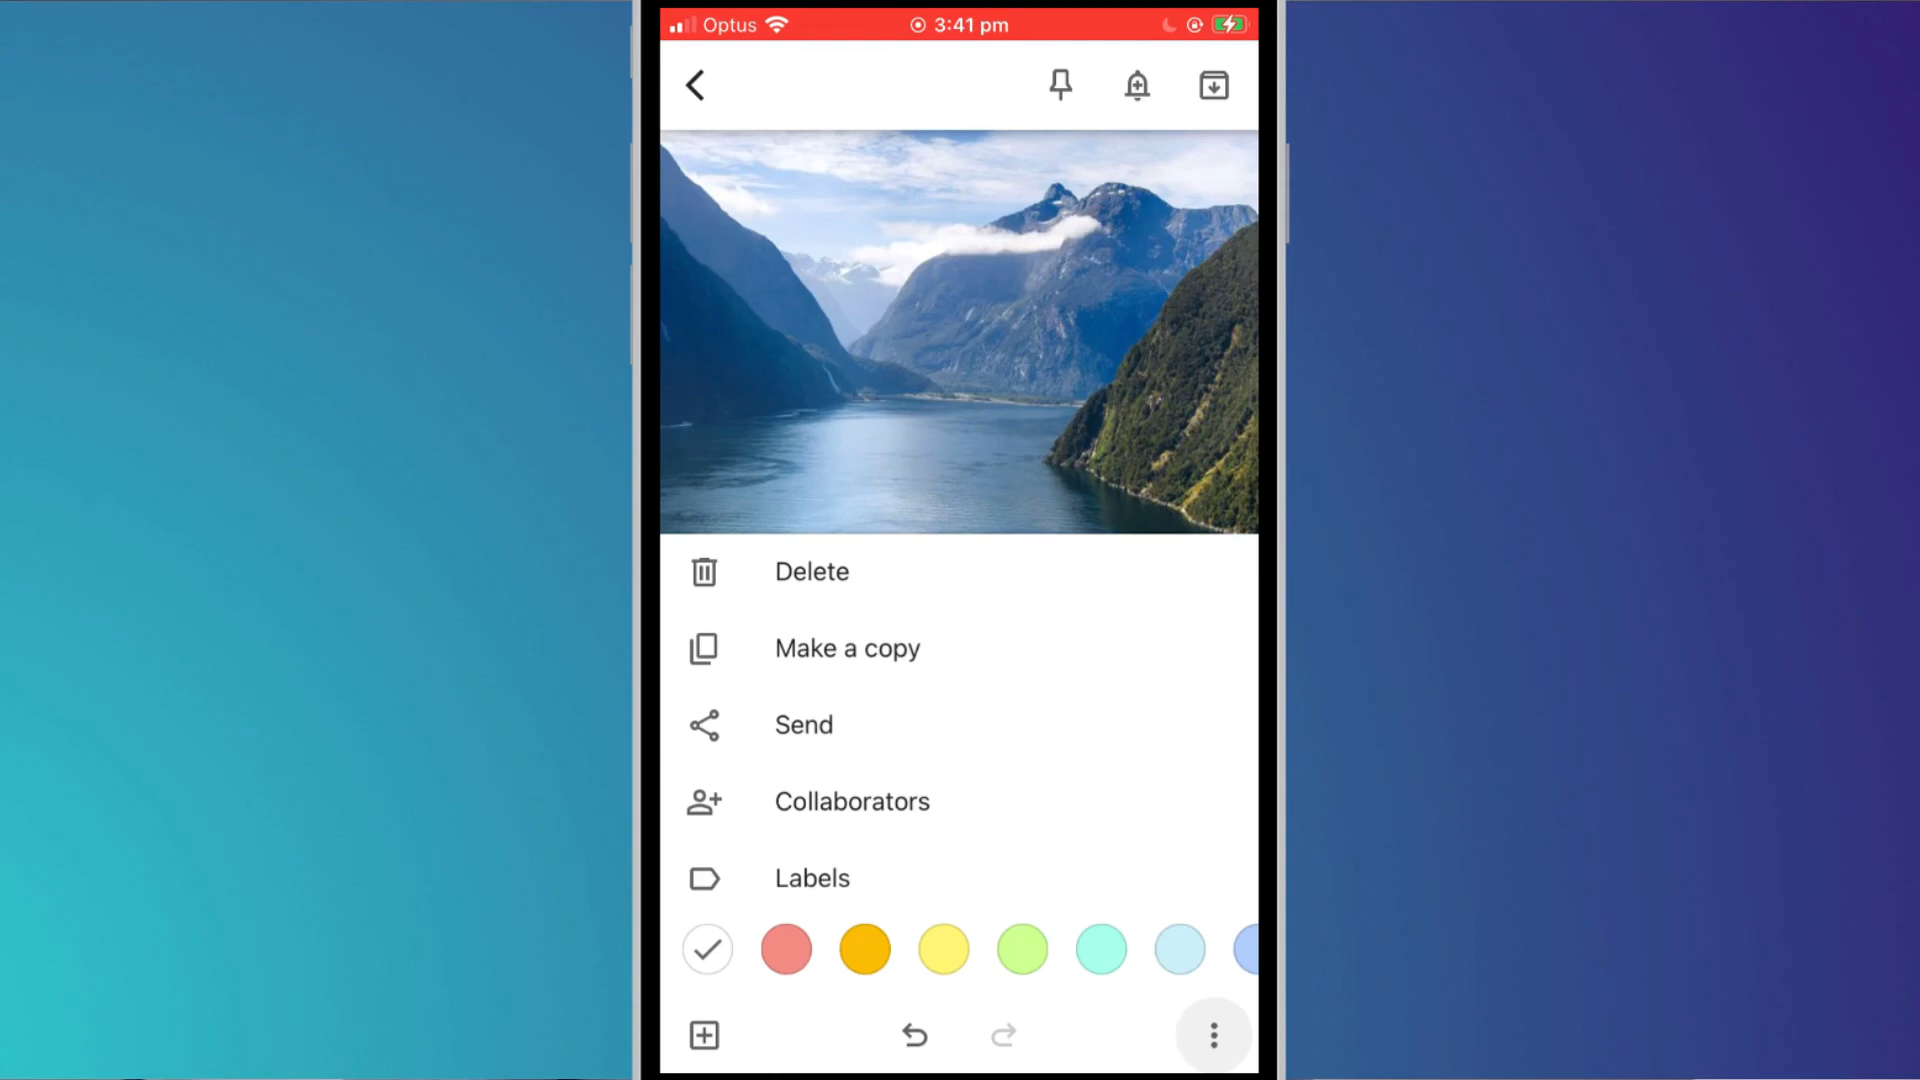 Optus 3:41 pm
Delete
Make a copy
Send
Collaborators
Labels